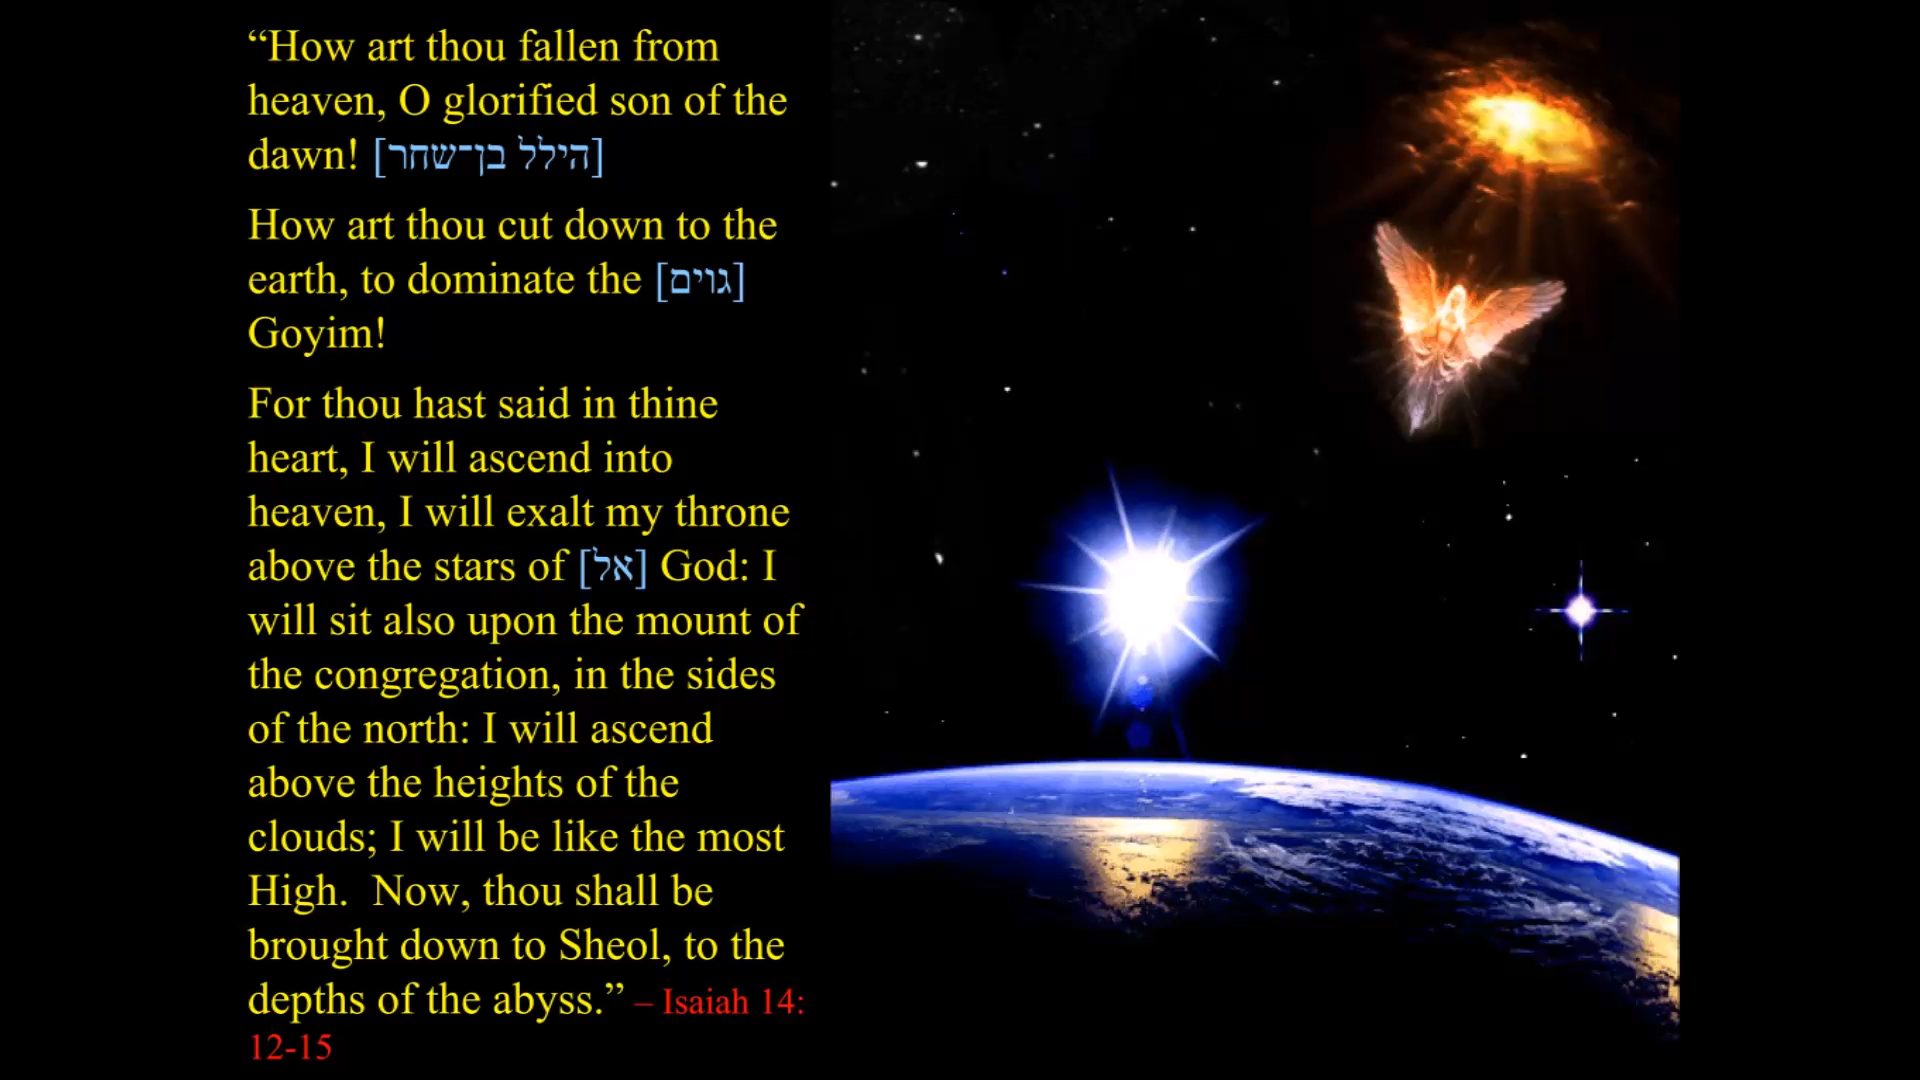 “How art thou fallen from
heaven, O glorified son of the
dawn! [הילל בן־שחר]
How art thou cut down to the
earth, to dominate the [גוים]
Goyim!
For thou hast said in thine
heart, I will ascend into
heaven, I will exalt my throne
above the stars of [אל] God: I
will sit also upon the mount of
the congregation, in the sides
of the north: I will ascend
above the heights of the
clouds; I will be like the most
High.  Now, thou shall be
brought down to Sheol, to the
depths of the abyss.” – Isaiah 14:
12-15